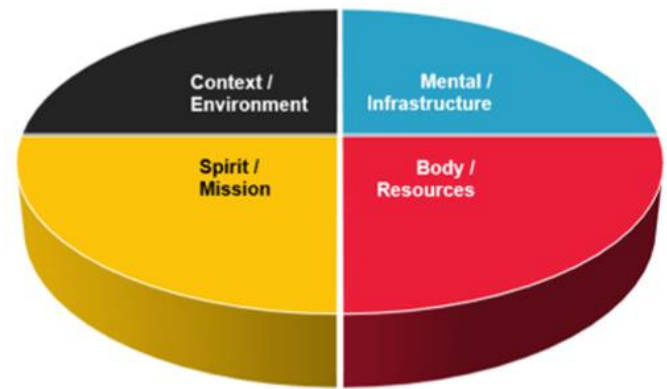 Context /
Environment
Mental /
Infrastructure
Spirit /
Mission
Body /
Resources